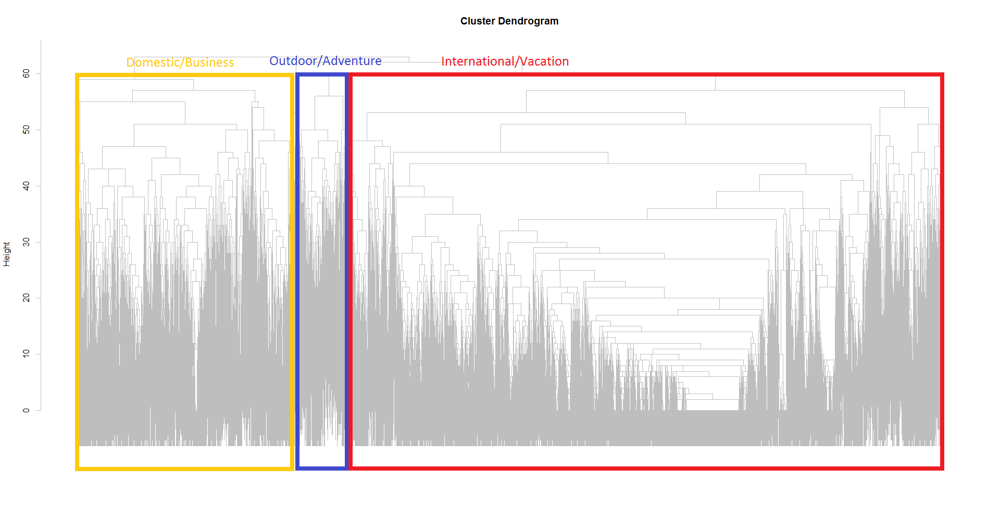 Cluster Dendrogram
Domestic/Business
Outdoor/Adventure
International/Vacation
Height
60
50
40
30
20
10
0